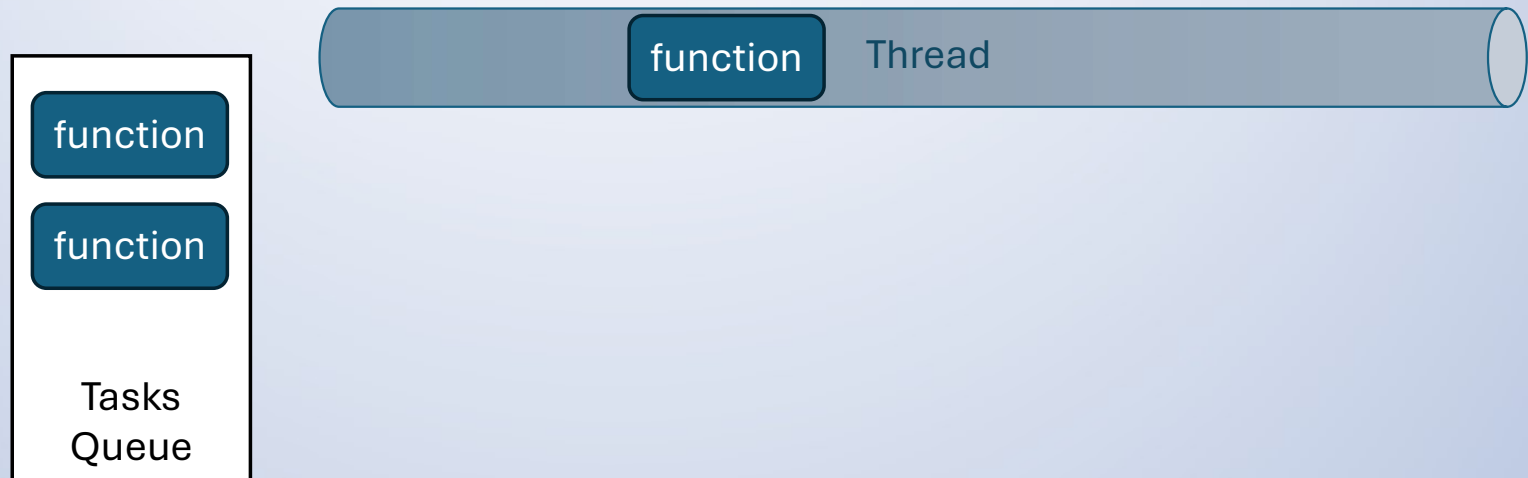 function
Thread
function
function
Tasks
Queue